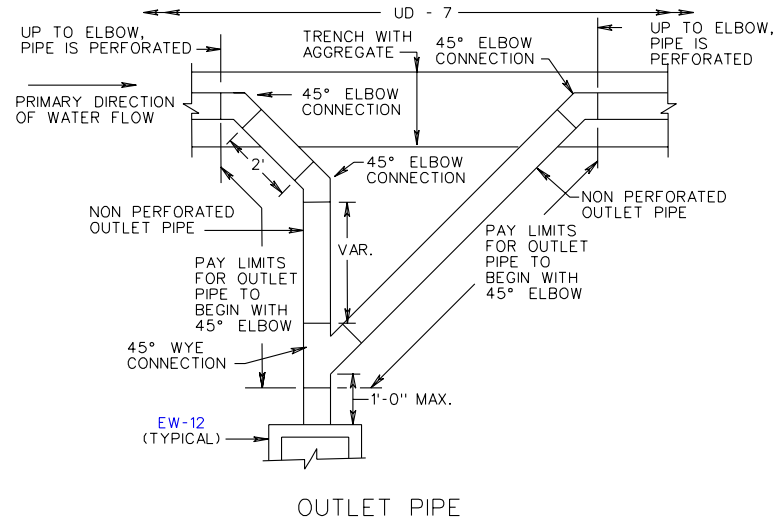 UD - 7
UP TO ELBOW,
PIPE IS PERFORATED
TRENCH WITH
AGGREGATE
45° ELBOW
CONNECTION
UP TO ELBOW,
PIPE IS
PERFORATED
PRIMARY DIRECTION
OF WATER FLOW
45° ELBOW
CONNECTION
2'
45° ELBOW
CONNECTION
NON PERFORATED
OUTLET PIPE
NON PERFORATED
OUTLET PIPE
VAR.
PAY LIMITS
FOR OUTLET
PIPE TO
BEGIN WITH
45° ELBOW
PAY LIMITS
FOR OUTLET
PIPE TO
BEGIN WITH
45° ELBOW
45° WYE
CONNECTION
1'-0" MAX.
EW-12
(TYPICAL)
OUTLET PIPE